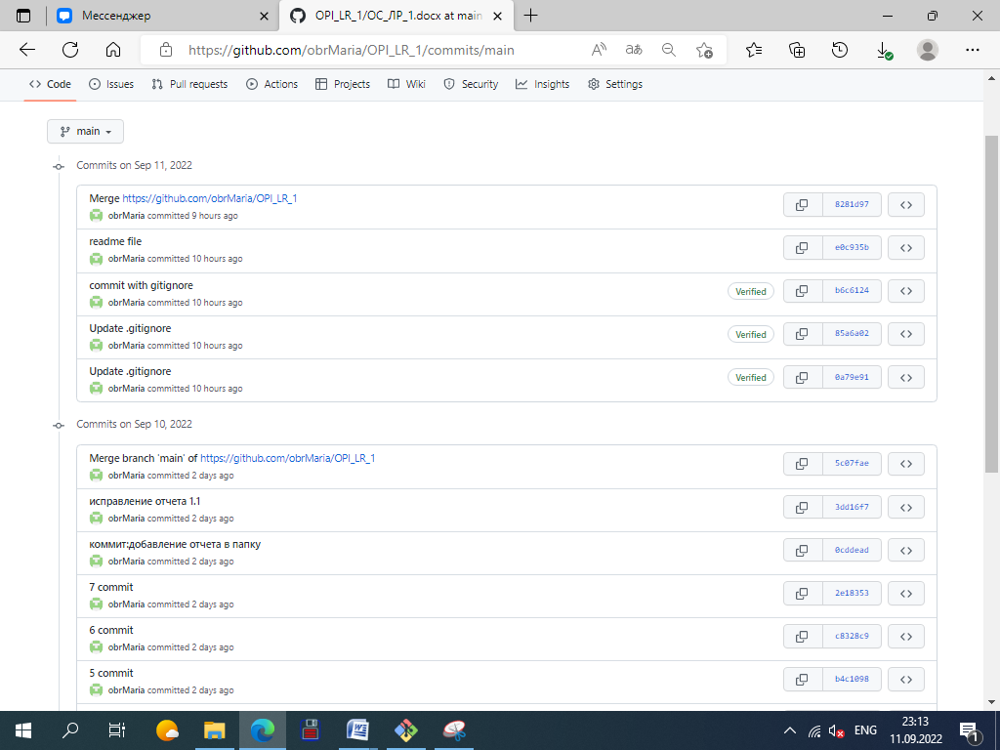 Мессенджер
OPI_LR_1/ОС_ЛР_1.docx at main
https://github.com/obrMaria/OPI_LR_1/commits/main
Code Issues Pull requests Actions Projects Wiki Security Insights Settings
main
Commits on Sep 11, 2022
Merge https://github.com/obrMaria/OPI_LR_1
obrMaria committed 9 hours ago
8281d97
readme file
obrMaria committed 10 hours ago
e0c935b
commit with gitignore
obrMaria committed 10 hours ago
Verified
b6c6124
Update .gitignore
obrMaria committed 10 hours ago
Verified
85a6a02
Update .gitignore
obrMaria committed 10 hours ago
Verified
0a79e91
Commits on Sep 10, 2022
Merge branch 'main' of https://github.com/obrMaria/OPI_LR_1
obrMaria committed 2 days ago
5c07fae
исправление отчета 1.1
obrMaria committed 2 days ago
3dd16f7
коммит:добавление отчета в папку
obrMaria committed 2 days ago
0cddead
7 commit
obrMaria committed 2 days ago
2e18353
6 commit
obrMaria committed 2 days ago
c8328c9
5 commit
obrMaria committed 2 days ago
b4c1098
ENG
23:13
11.09.2022
1